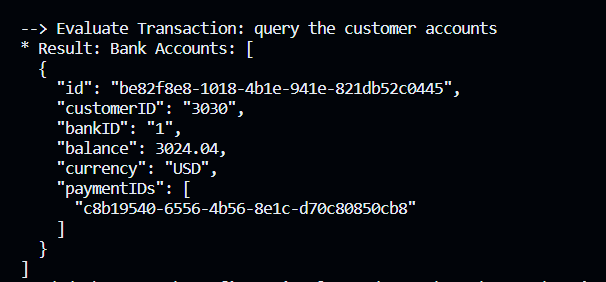 --> Evaluate Transaction: query the customer accounts
* Result: Bank Accounts: [
  {
    "id": "be82f8e8-1018-4b1e-941e-821db52c0445",
    "customerID": "3030",
    "bankID": "1",
    "balance": 3024.04,
    "currency": "USD",
    "paymentIDs": [
      "c8b19540-6556-4b56-8e1c-d70c80850cb8"
    ]
  }
]